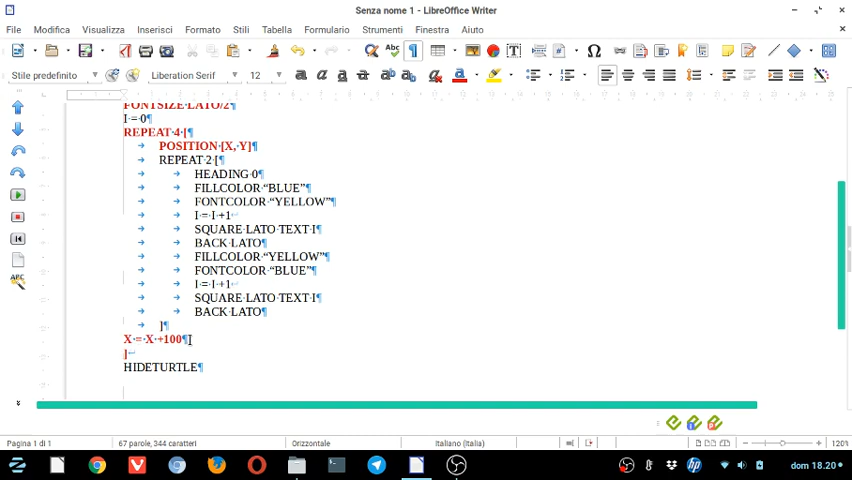 Senza nome 1 - LibreOffice Writer
File Modifica Visualizza Inserisci Formato Stili Tabella Formulario Strumenti Finestra Aiuto
Stile predefinito Liberation Serif 12
FONTSIZE LATO/2¶
I = 0¶
REPEAT 4 [¶
POSITION [X, Y]¶
REPEAT 2 [¶
HEADING 0¶
FILLCOLOR “BLUE”¶
FONTCOLOR “YELLOW”¶
I = I +1
SQUARE LATO TEXT I¶
BACK LATO¶
FILLCOLOR “YELLOW”¶
FONTCOLOR “BLUE”¶
I = I +1
SQUARE LATO TEXT I¶
BACK LATO¶
]¶
X = X +100¶
]
HIDETURTLE¶
Pagina 1 di 1 67 parole, 344 caratteri Orizzontale Italiano (Italia) 120%
dom 18.20